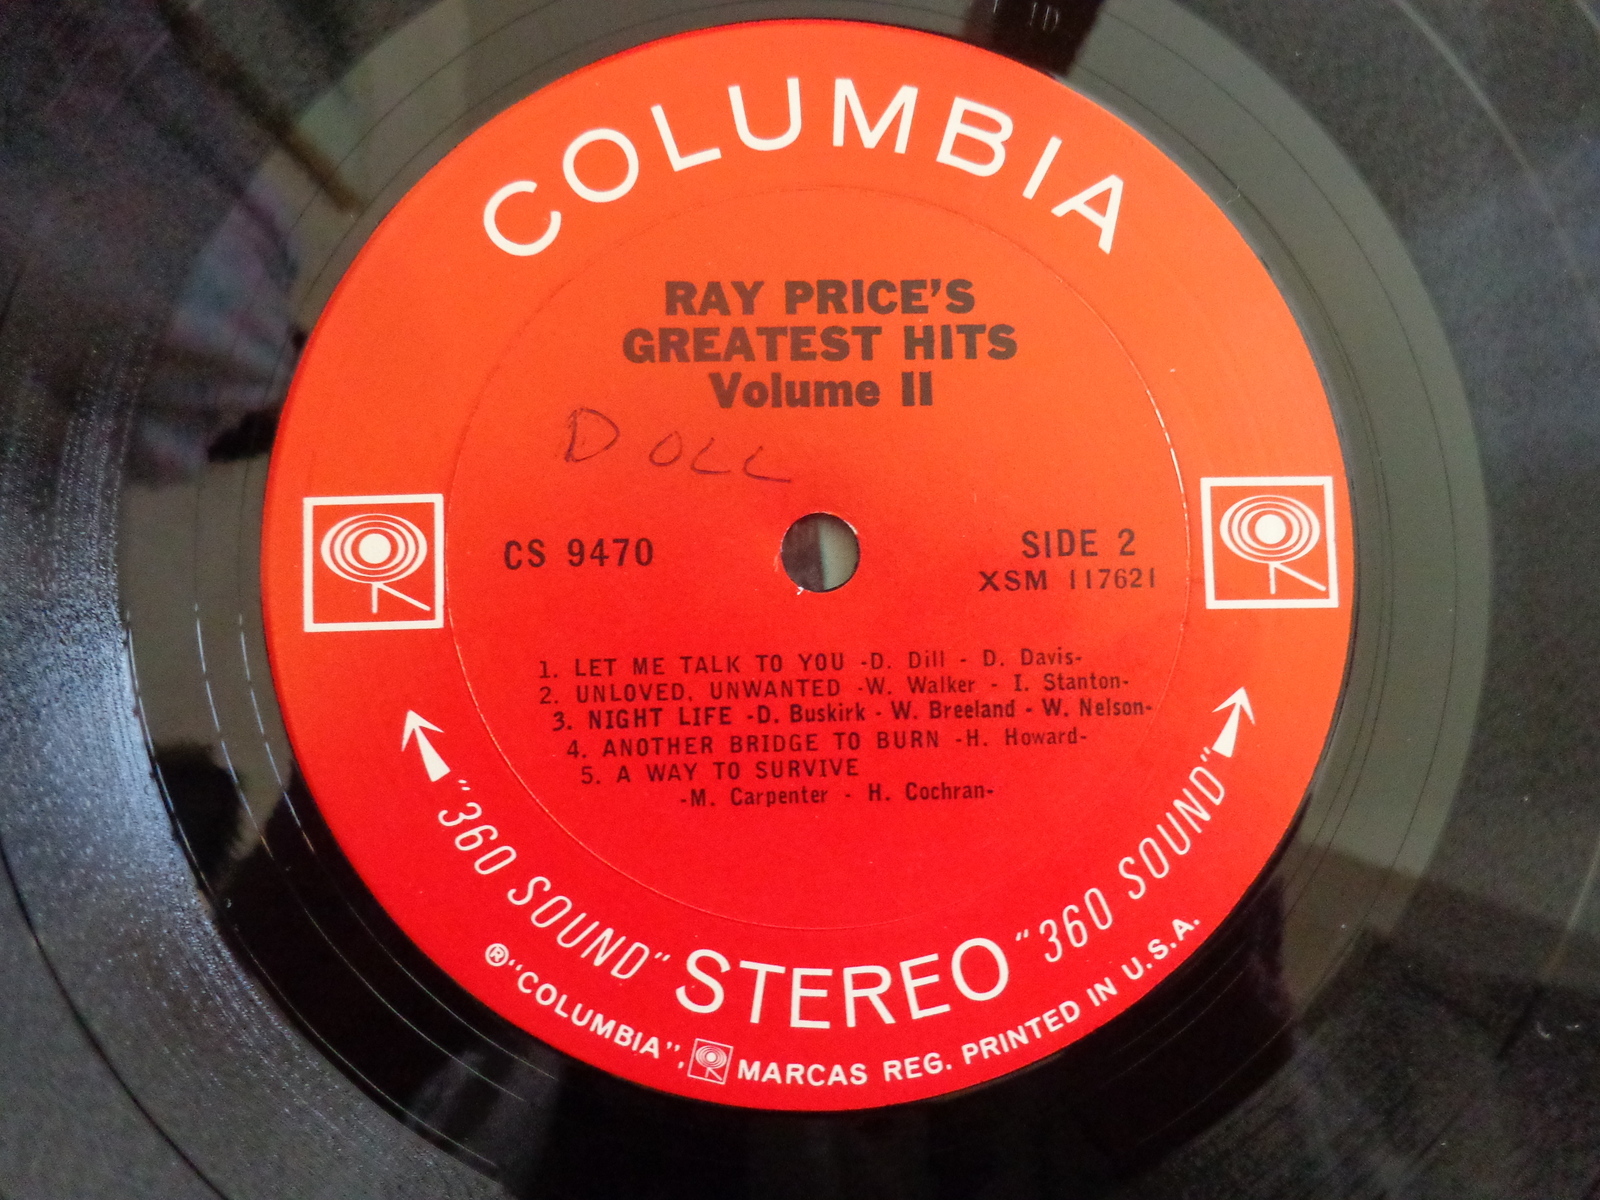 COLUMBIA
RAY PRICE'S
GREATEST HITS
Volume II
DOLL
CS 9470
SIDE 2
XSM 117621
1. LET ME TALK TO YOU -D. Dill - D. Davis-
2. UNLOVED, UNWANTED -W. Walker - I. Stanton-
3. NIGHT LIFE -D. Buskirk - W. Breeland - W. Nelson-
4. ANOTHER BRIDGE TO BURN -H. Howard-
5. A WAY TO SURVIVE
-M. Carpenter - H. Cochran-
"360 SOUND" STEREO "360 SOUND"
®"COLUMBIA", MARCAS REG. PRINTED IN U.S.A.